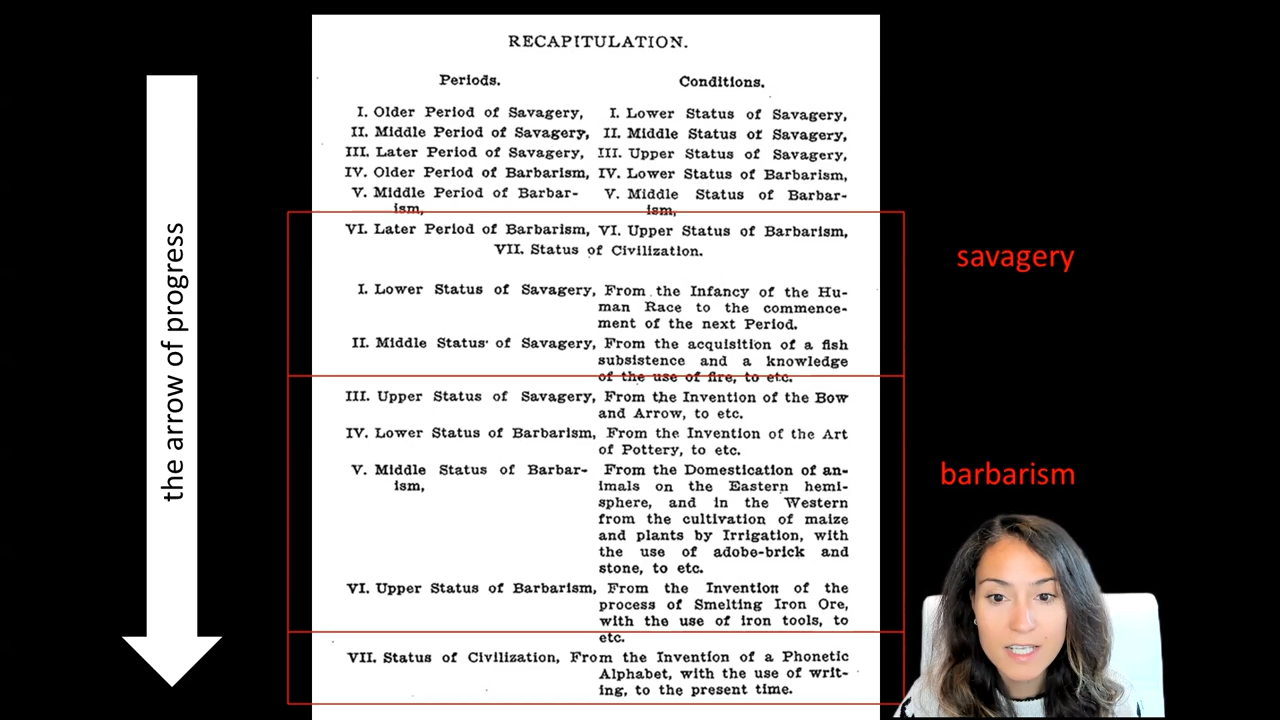 the arrow of progress
RECAPITULATION.
Periods. Conditions.
I. Older Period of Savagery, I. Lower Status of Savagery,
II. Middle Period of Savagery, II. Middle Status of Savagery,
III. Later Period of Savagery, III. Upper Status of Savagery,
IV. Older Period of Barbarism, IV. Lower Status of Barbarism,
V. Middle Period of Barbar- V. Middle Status of Barbar-
ism, ism,
VI. Later Period of Barbarism, VI. Upper Status of Barbarism,
VII. Status of Civilization.
I. Lower Status of Savagery, From the Infancy of the Hu-
man Race to the commence-
ment of the next Period.
II. Middle Status of Savagery, From the acquisition of a fish
subsistence and a knowledge
of the use of fire, to etc.
III. Upper Status of Savagery, From the Invention of the Bow
and Arrow, to etc.
IV. Lower Status of Barbarism, From the Invention of the Art
of Pottery, to etc.
V. Middle Status of Barbar- From the Domestication of an-
ism, imals on the Eastern hemi-
sphere, and in the Western
from the cultivation of maize
and plants by Irrigation, with
the use of adobe-brick and
stone, to etc.
VI. Upper Status of Barbarism, From the Invention of the
process of Smelting Iron Ore,
with the use of iron tools, to
etc.
VII. Status of Civilization, From the Invention of a Phonetic
Alphabet, with the use of writ-
ing, to the present time.
savagery
barbarism